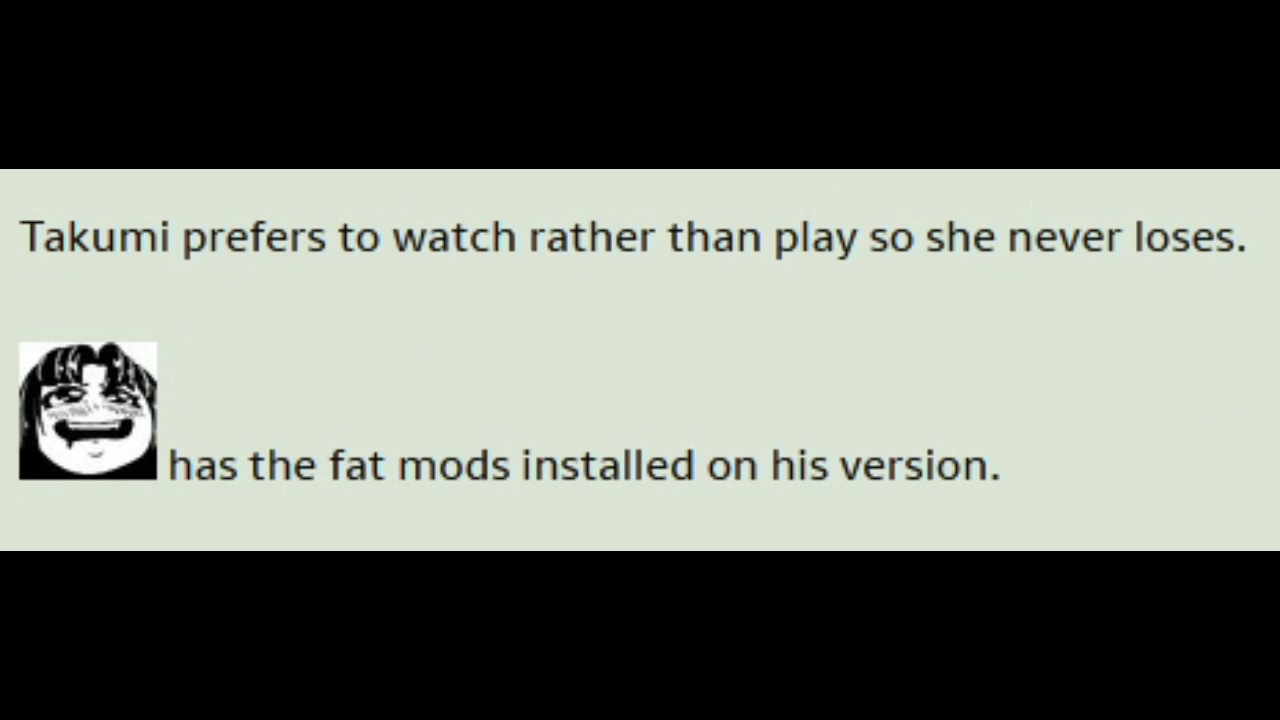 Takumi prefers to watch rather than play so she never loses.
has the fat mods installed on his version.